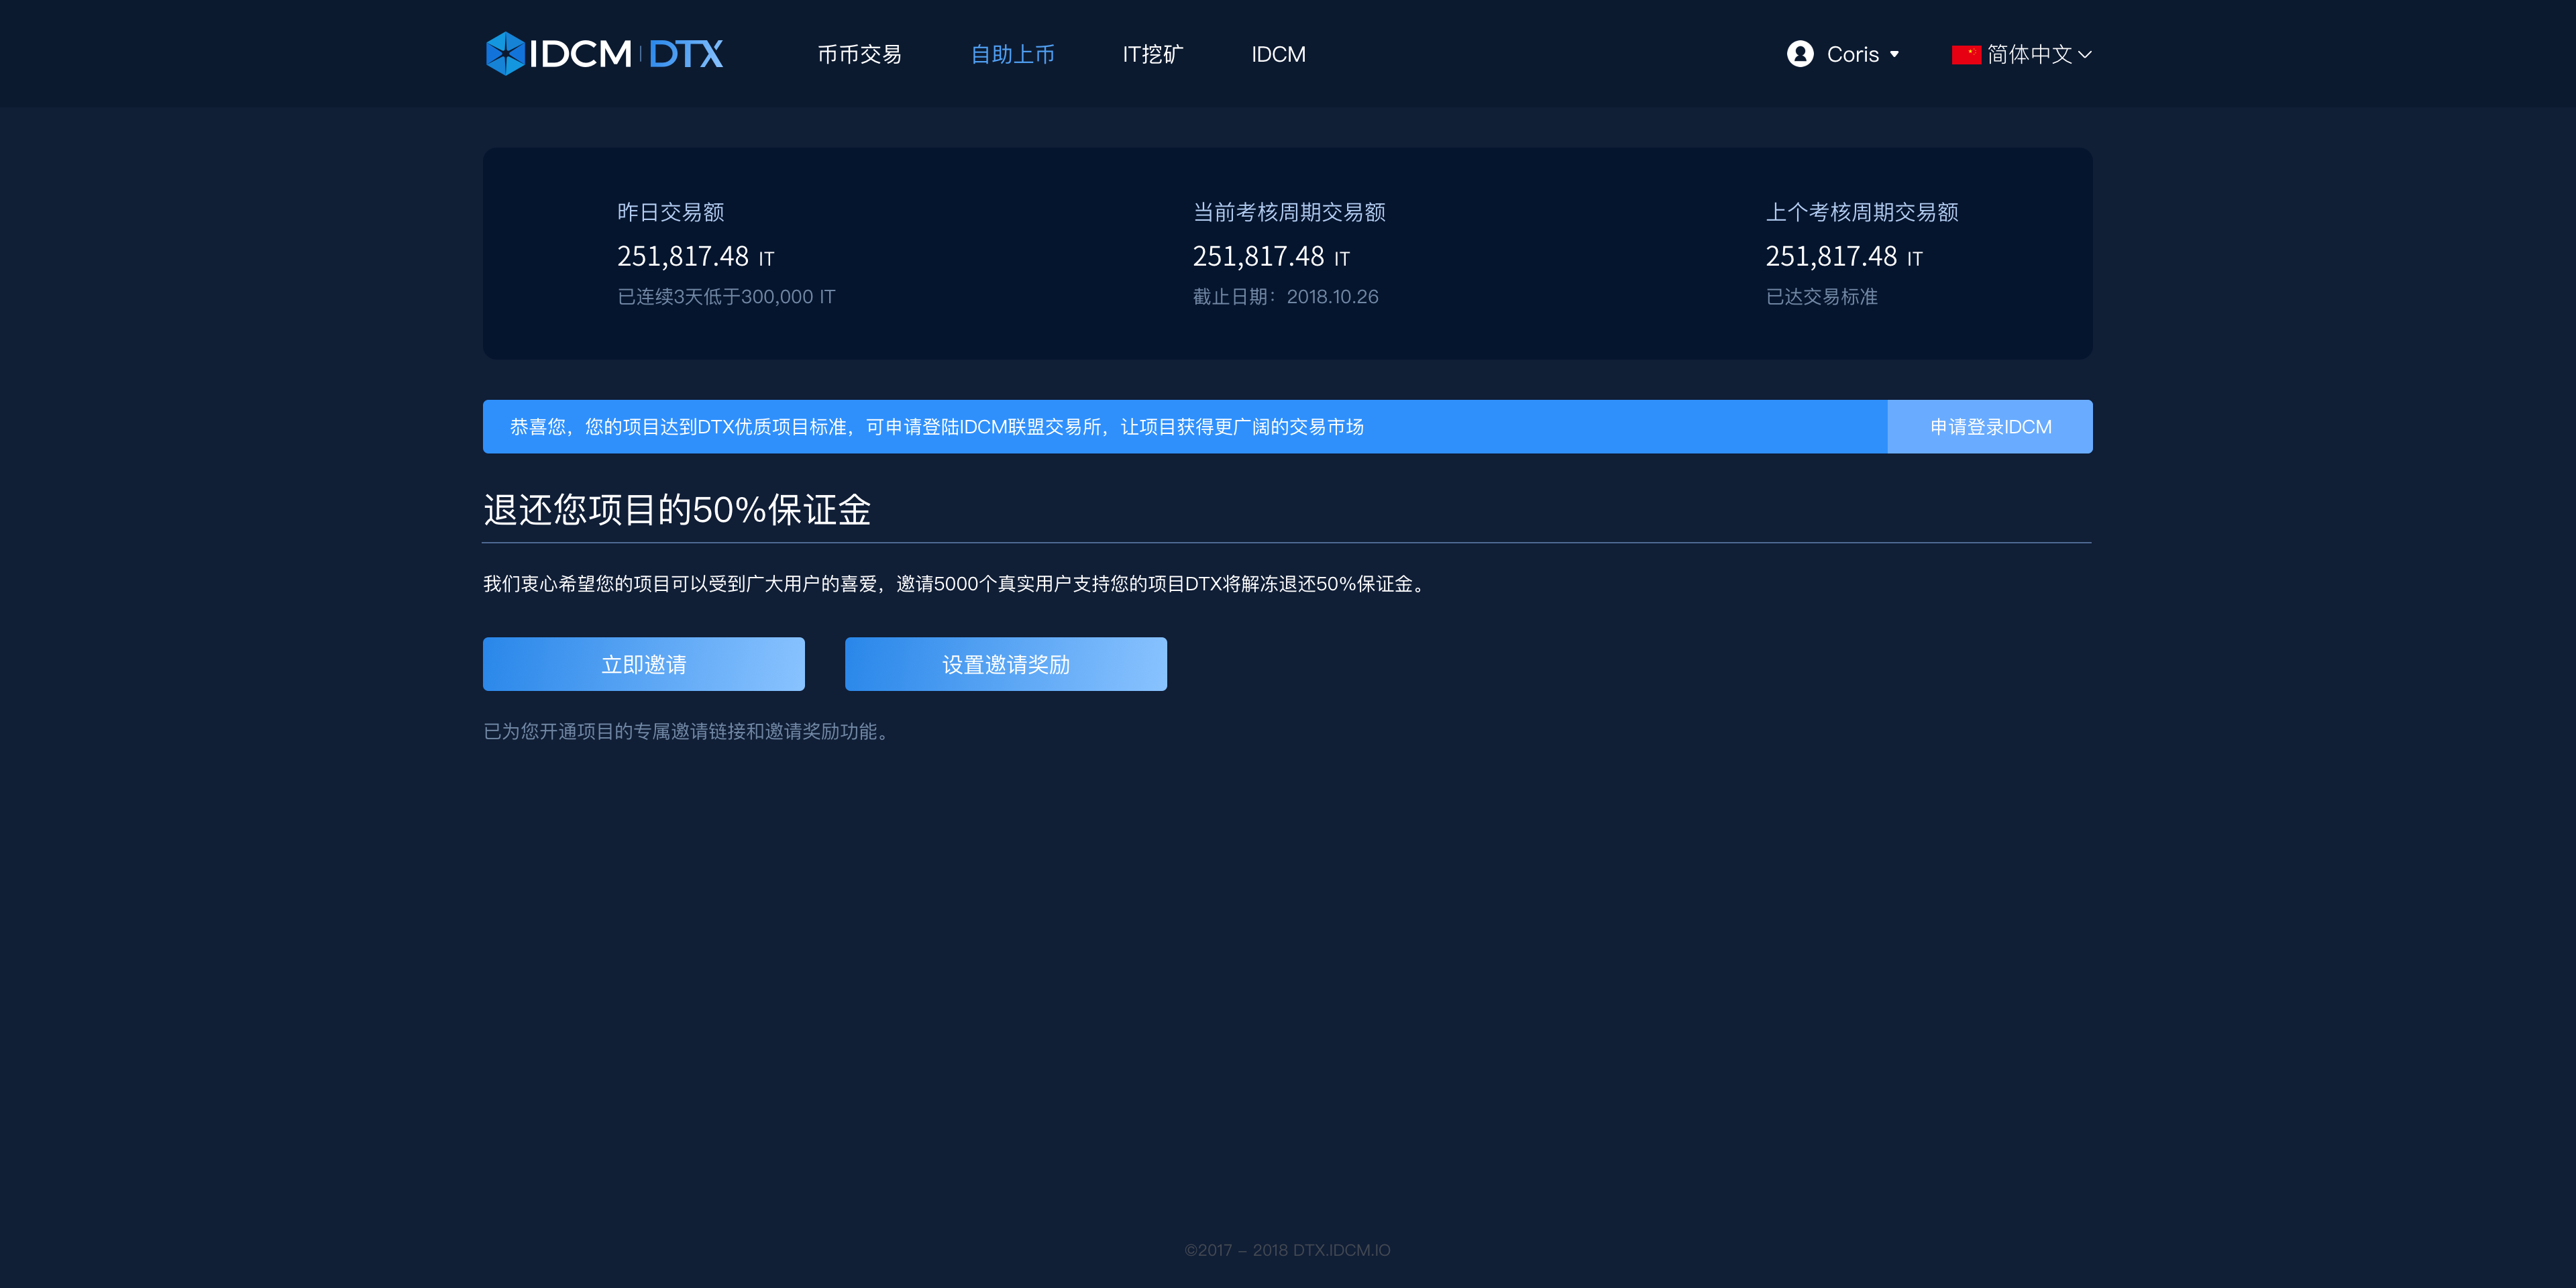 IDCM | DTX 币币交易 自助上币 IT挖矿 IDCM Coris 简体中文
昨日交易额 当前考核周期交易额 上个考核周期交易额
251,817.48 IT 251,817.48 IT 251,817.48 IT
已连续3天低于300,000 IT 截止日期：2018.10.26 已达交易标准
恭喜您，您的项目达到DTX优质项目标准，可申请登陆IDCM联盟交易所，让项目获得更广阔的交易市场 申请登录IDCM
退还您项目的50%保证金
我们衷心希望您的项目可以受到广大用户的喜爱，邀请5000个真实用户支持您的项目DTX将解冻退还50%保证金。
立即邀请 设置邀请奖励
已为您开通项目的专属邀请链接和邀请奖励功能。
©2017 – 2018 DTX.IDCM.IO